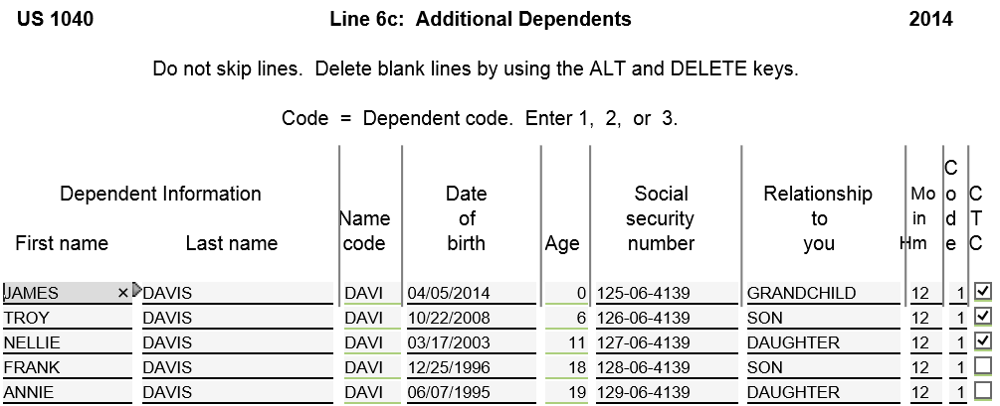 US 1040 Line 6c: Additional Dependents 2014
Do not skip lines. Delete blank lines by using the ALT and DELETE keys.
Code = Dependent code. Enter 1, 2, or 3.
Dependent Information
First name
Last name
Name
code
Date
of
birth
Age
Social
security
number
Relationship
to
you
Mo
in
Hm
C
o
d
e
C
T
C
JAMES × DAVIS DAVI 04/05/2014 0 125-06-4139 GRANDCHILD 12 1
TROY DAVIS DAVI 10/22/2008 6 126-06-4139 SON 12 1
NELLIE DAVIS DAVI 03/17/2003 11 127-06-4139 DAUGHTER 12 1
FRANK DAVIS DAVI 12/25/1996 18 128-06-4139 SON 12 1
ANNIE DAVIS DAVI 06/07/1995 19 129-06-4139 DAUGHTER 12 1